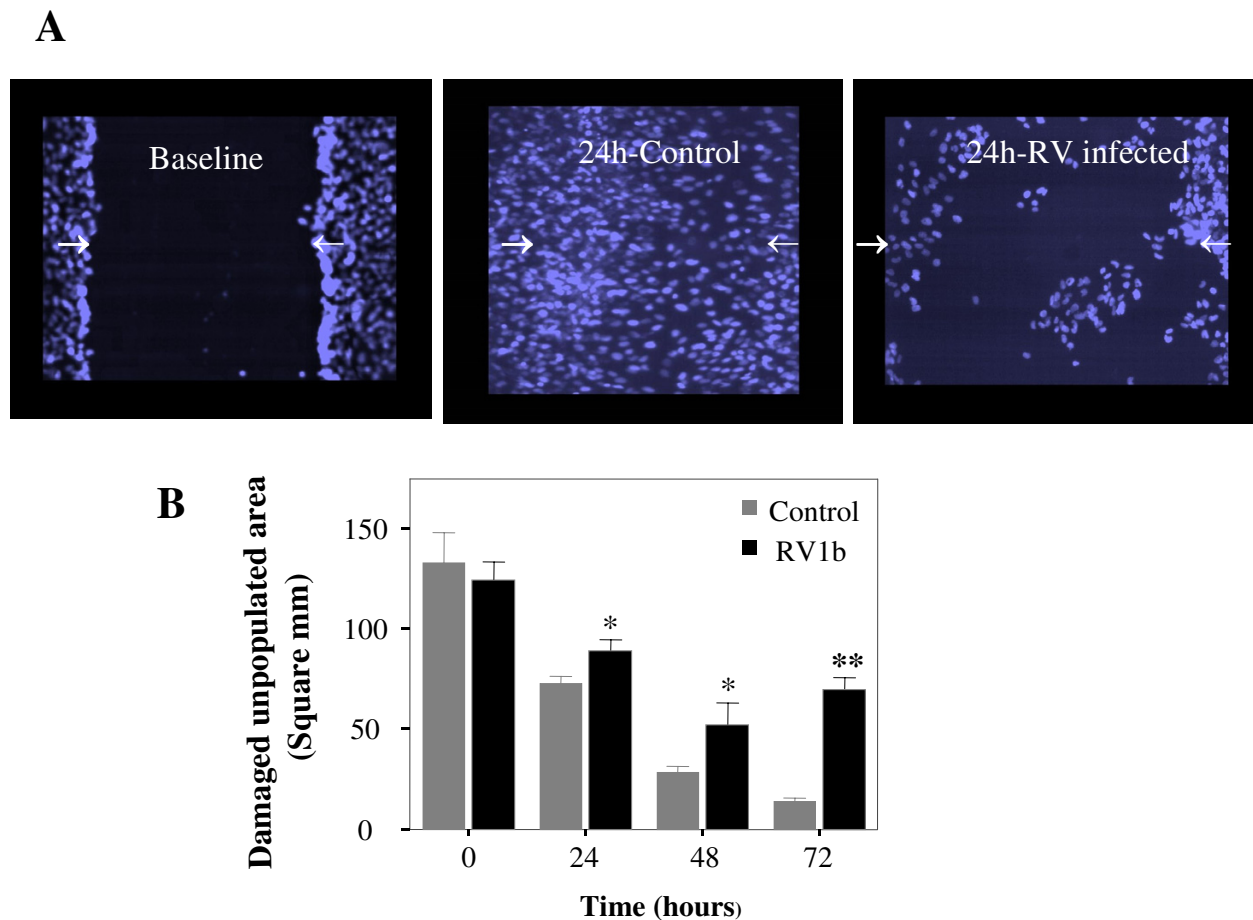 A
Baseline
24h-Control
24h-RV infected
→ ←
→ ←
→ ←
B
Damaged unpopulated area
(Square mm)
150
100
50
0
Control
RV1b
*
*
**
0 24 48 72
Time (hours)